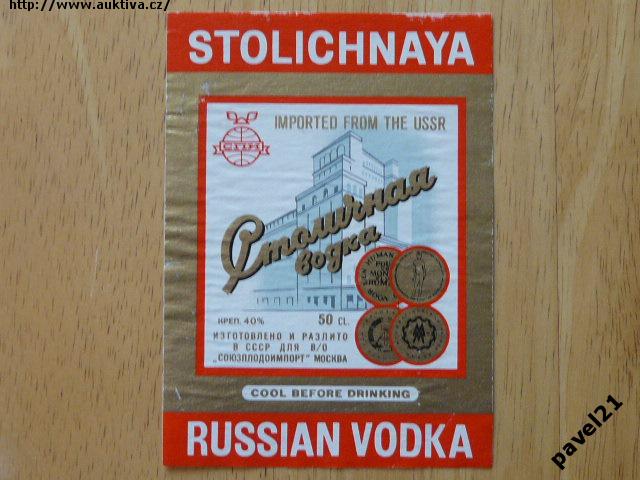 http://www.auktiva.cz/
STOLICHNAYA
IMPORTED FROM THE USSR
Столичная
водка
КРЕП. 40% 50 CL.
ИЗГОТОВЛЕНО И РАЗЛИТО
В СССР ДЛЯ В/О
„СОЮЗПЛОДОИМПОРТ" МОСКВА
COOL BEFORE DRINKING
RUSSIAN VODKA
pavel21